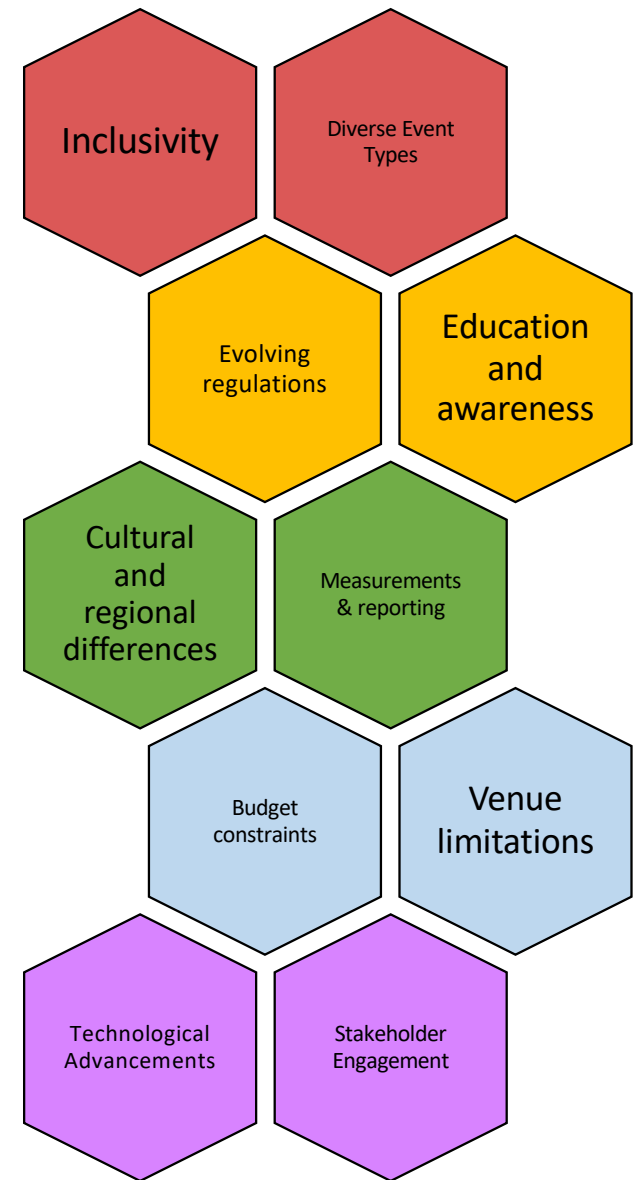 Inclusivity
Diverse Event
Types
Evolving
regulations
Education
and
awareness
Cultural
and
regional
differences
Measurements
& reporting
Budget
constraints
Venue
limitations
Technological
Advancements
Stakeholder
Engagement